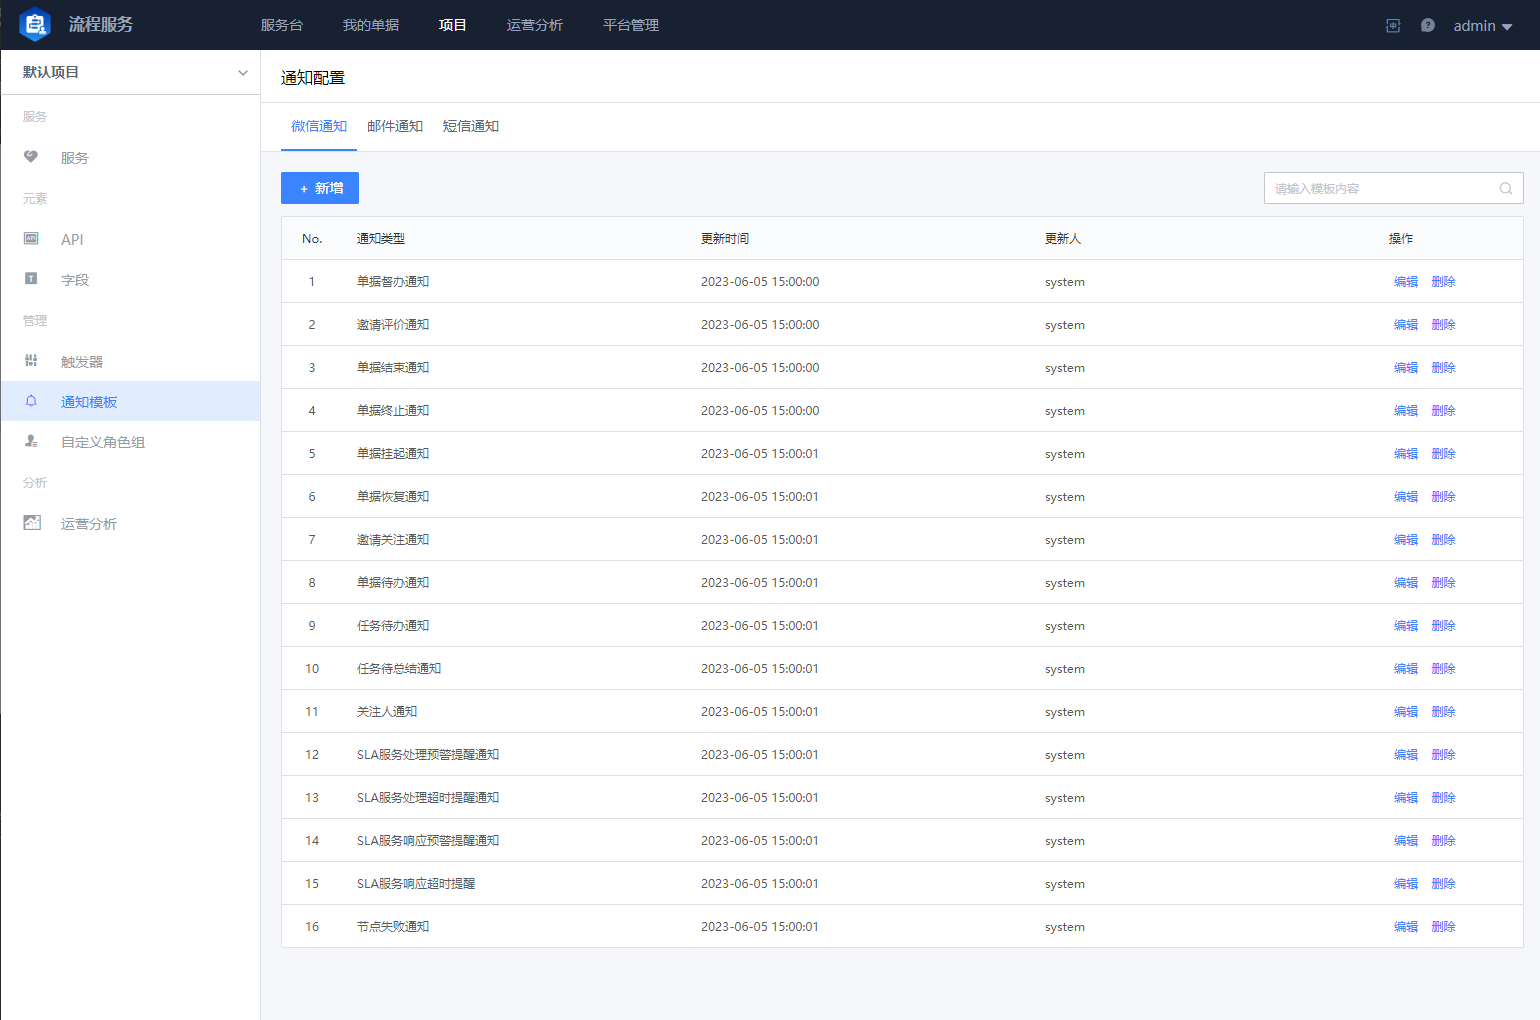 流程服务 服务台 我的单据 项目 运营分析 平台管理 中 ? admin
默认项目
服务
服务
元素
API API
T 字段
管理
触发器
通知模板
自定义角色组
分析
运营分析
通知配置
微信通知 邮件通知 短信通知
+ 新增 请输入模板内容
No. 通知类型 更新时间 更新人 操作
1 单据督办通知 2023-06-05 15:00:00 system 编辑 删除
2 邀请评价通知 2023-06-05 15:00:00 system 编辑 删除
3 单据结束通知 2023-06-05 15:00:00 system 编辑 删除
4 单据终止通知 2023-06-05 15:00:00 system 编辑 删除
5 单据挂起通知 2023-06-05 15:00:01 system 编辑 删除
6 单据恢复通知 2023-06-05 15:00:01 system 编辑 删除
7 邀请关注通知 2023-06-05 15:00:01 system 编辑 删除
8 单据待办通知 2023-06-05 15:00:01 system 编辑 删除
9 任务待办通知 2023-06-05 15:00:01 system 编辑 删除
10 任务待总结通知 2023-06-05 15:00:01 system 编辑 删除
11 关注人通知 2023-06-05 15:00:01 system 编辑 删除
12 SLA服务处理预警提醒通知 2023-06-05 15:00:01 system 编辑 删除
13 SLA服务处理超时提醒通知 2023-06-05 15:00:01 system 编辑 删除
14 SLA服务响应预警提醒通知 2023-06-05 15:00:01 system 编辑 删除
15 SLA服务响应超时提醒 2023-06-05 15:00:01 system 编辑 删除
16 节点失败通知 2023-06-05 15:00:01 system 编辑 删除